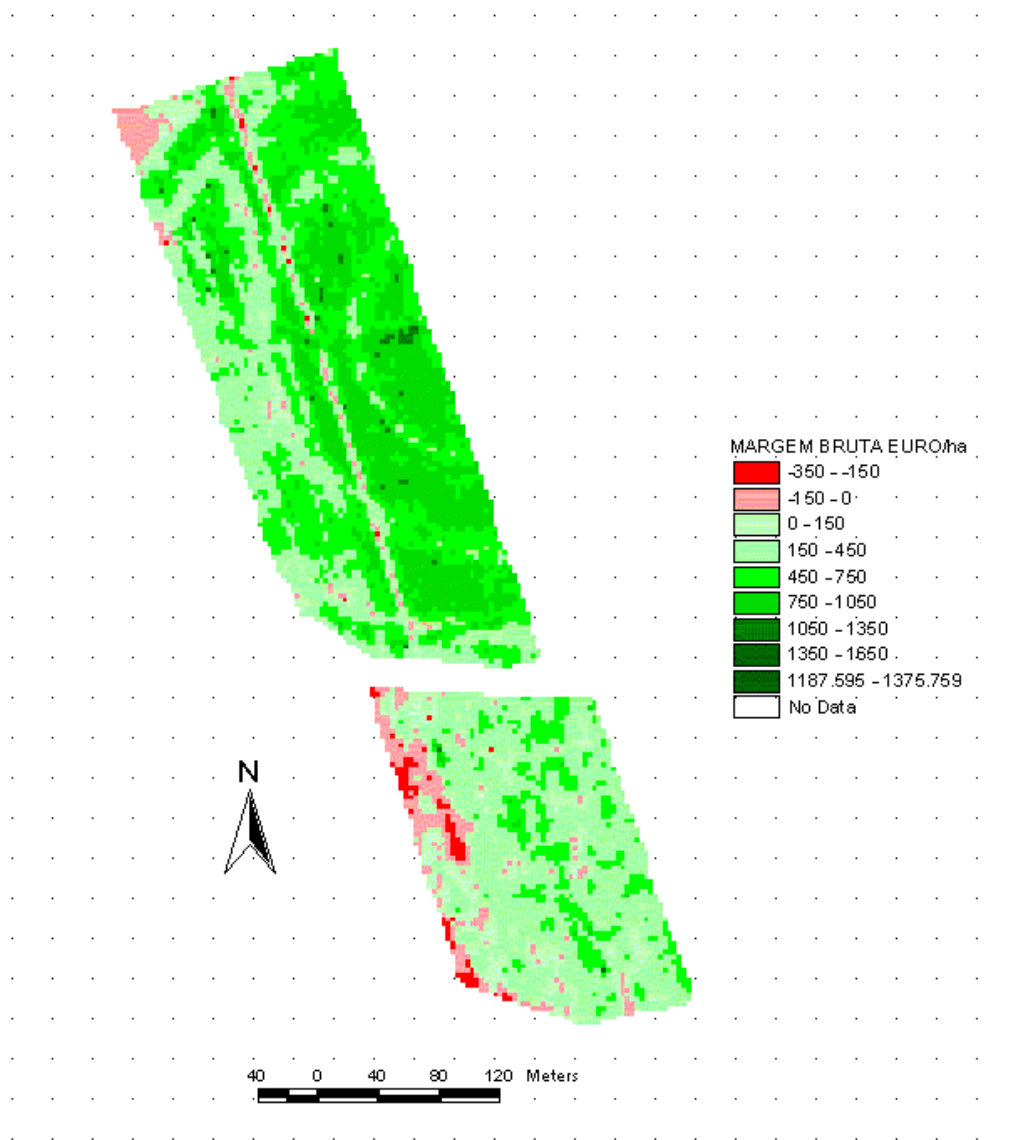 MARGEM BRUTA EURO/ha
-350 - -150
-150 - 0
0 - 150
150 - 450
450 - 750
750 - 1050
1050 - 1350
1350 - 1650
1187.595 - 1375.759
No Data
N
40 0 40 80 120 Meters